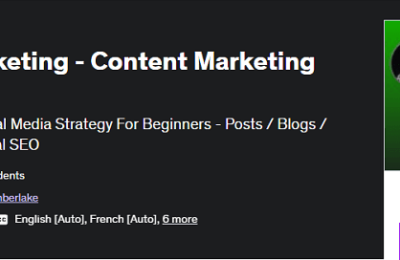 keting - Content Marketing
al Media Strategy For Beginners - Posts / Blogs /
al SEO
dents
nberlake
English [Auto], French [Auto], 6 more